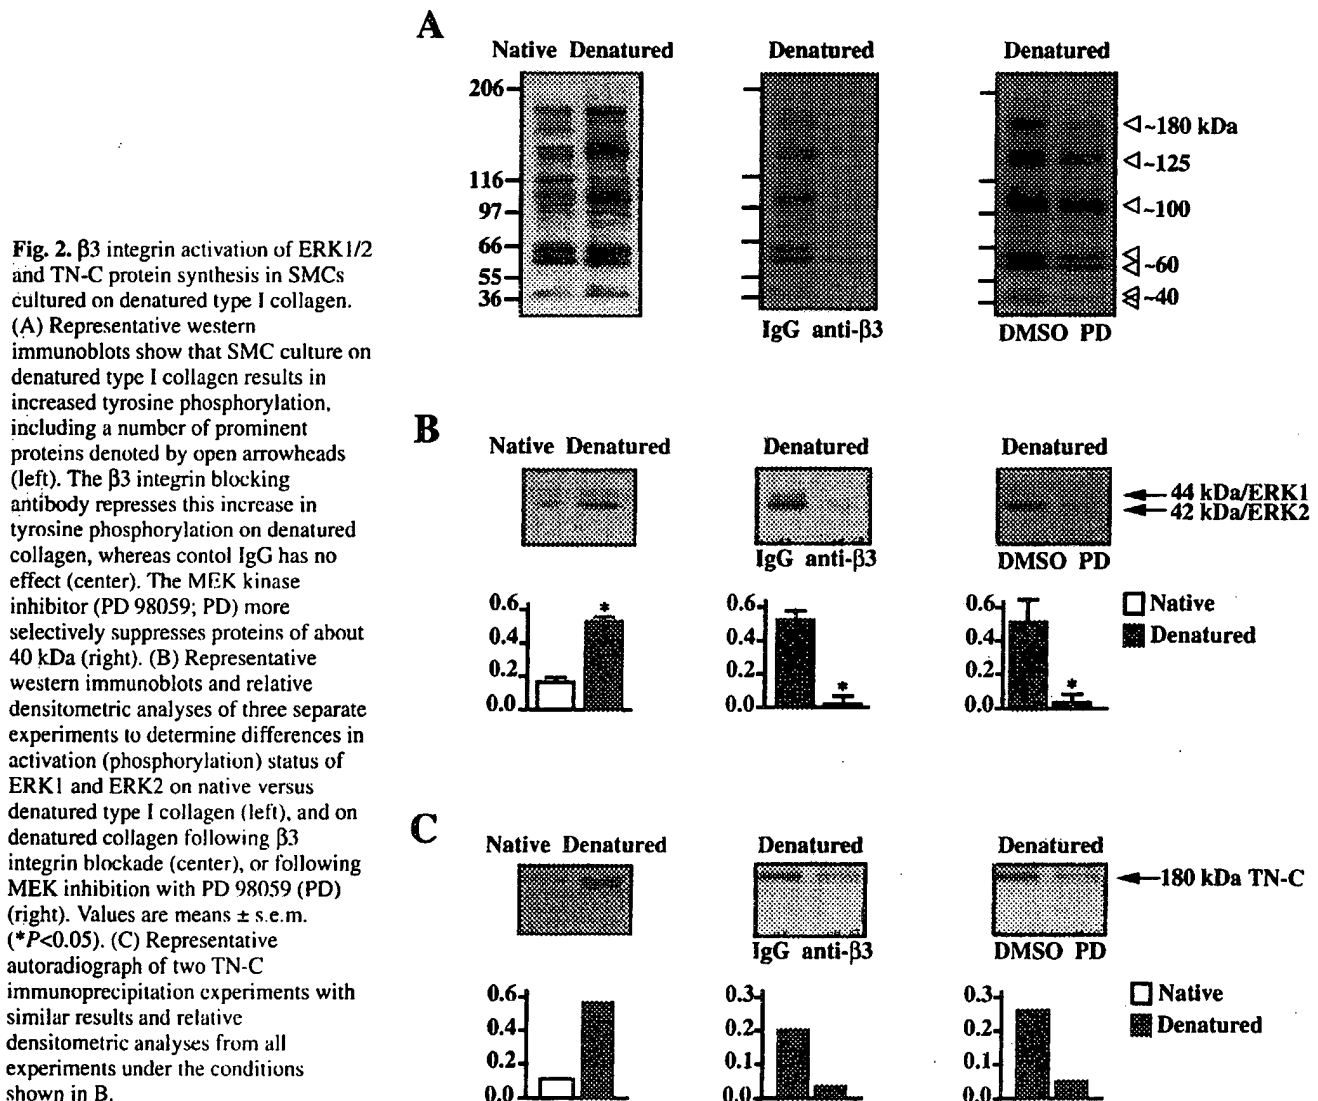 A
Native Denatured
Denatured
Denatured
206
116
97
66
55
36
IgG anti-β3
DMSO PD
~180 kDa
~125
~100
~60
~40
Fig. 2. β3 integrin activation of ERK1/2
and TN-C protein synthesis in SMCs
cultured on denatured type I collagen.
(A) Representative western
immunoblots show that SMC culture on
denatured type I collagen results in
increased tyrosine phosphorylation,
including a number of prominent
proteins denoted by open arrowheads
(left). The β3 integrin blocking
antibody represses this increase in
tyrosine phosphorylation on denatured
collagen, whereas contol IgG has no
effect (center). The MEK kinase
inhibitor (PD 98059; PD) more
selectively suppresses proteins of about
40 kDa (right). (B) Representative
western immunoblots and relative
densitometric analyses of three separate
experiments to determine differences in
activation (phosphorylation) status of
ERK1 and ERK2 on native versus
denatured type I collagen (left), and on
denatured collagen following β3
integrin blockade (center), or following
MEK inhibition with PD 98059 (PD)
(right). Values are means ± s.e.m.
(*P<0.05). (C) Representative
autoradiograph of two TN-C
immunoprecipitation experiments with
similar results and relative
densitometric analyses from all
experiments under the conditions
shown in B.
B
Native Denatured
Denatured
Denatured
IgG anti-β3
DMSO PD
44 kDa/ERK1
42 kDa/ERK2
0.6
0.4
0.2
0.0
*
0.6
0.4
0.2
0.0
*
0.6
0.4
0.2
0.0
*
Native
Denatured
C
Native Denatured
Denatured
Denatured
IgG anti-β3
DMSO PD
180 kDa TN-C
0.6
0.4
0.2
0.0
0.3
0.2
0.1
0.0
0.3
0.2
0.1
0.0
Native
Denatured